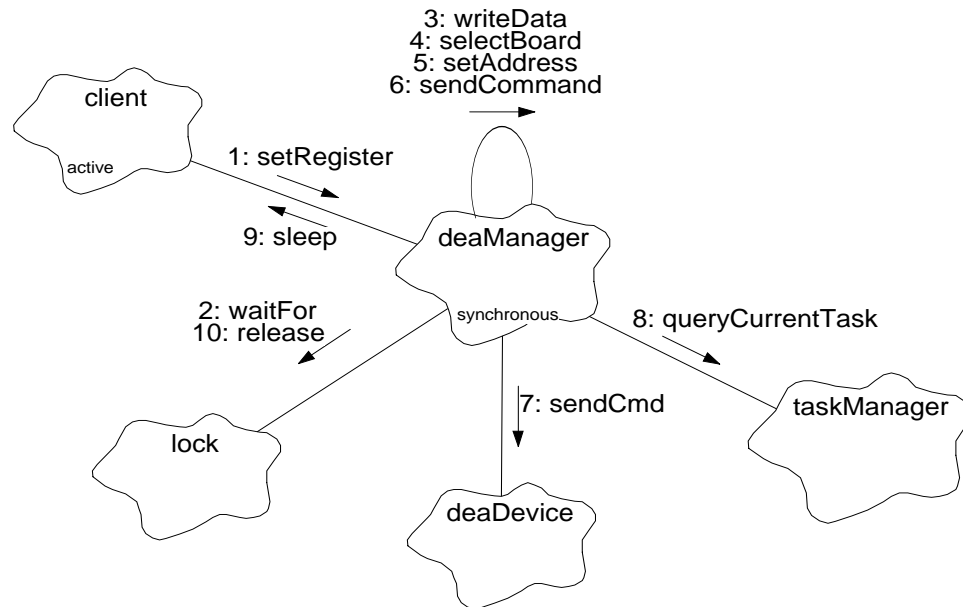 3: writeData
4: selectBoard
5: setAddress
6: sendCommand
client
active
1: setRegister
9: sleep
deaManager
synchronous
2: waitFor
10: release
8: queryCurrentTask
7: sendCmd
taskManager
lock
deaDevice